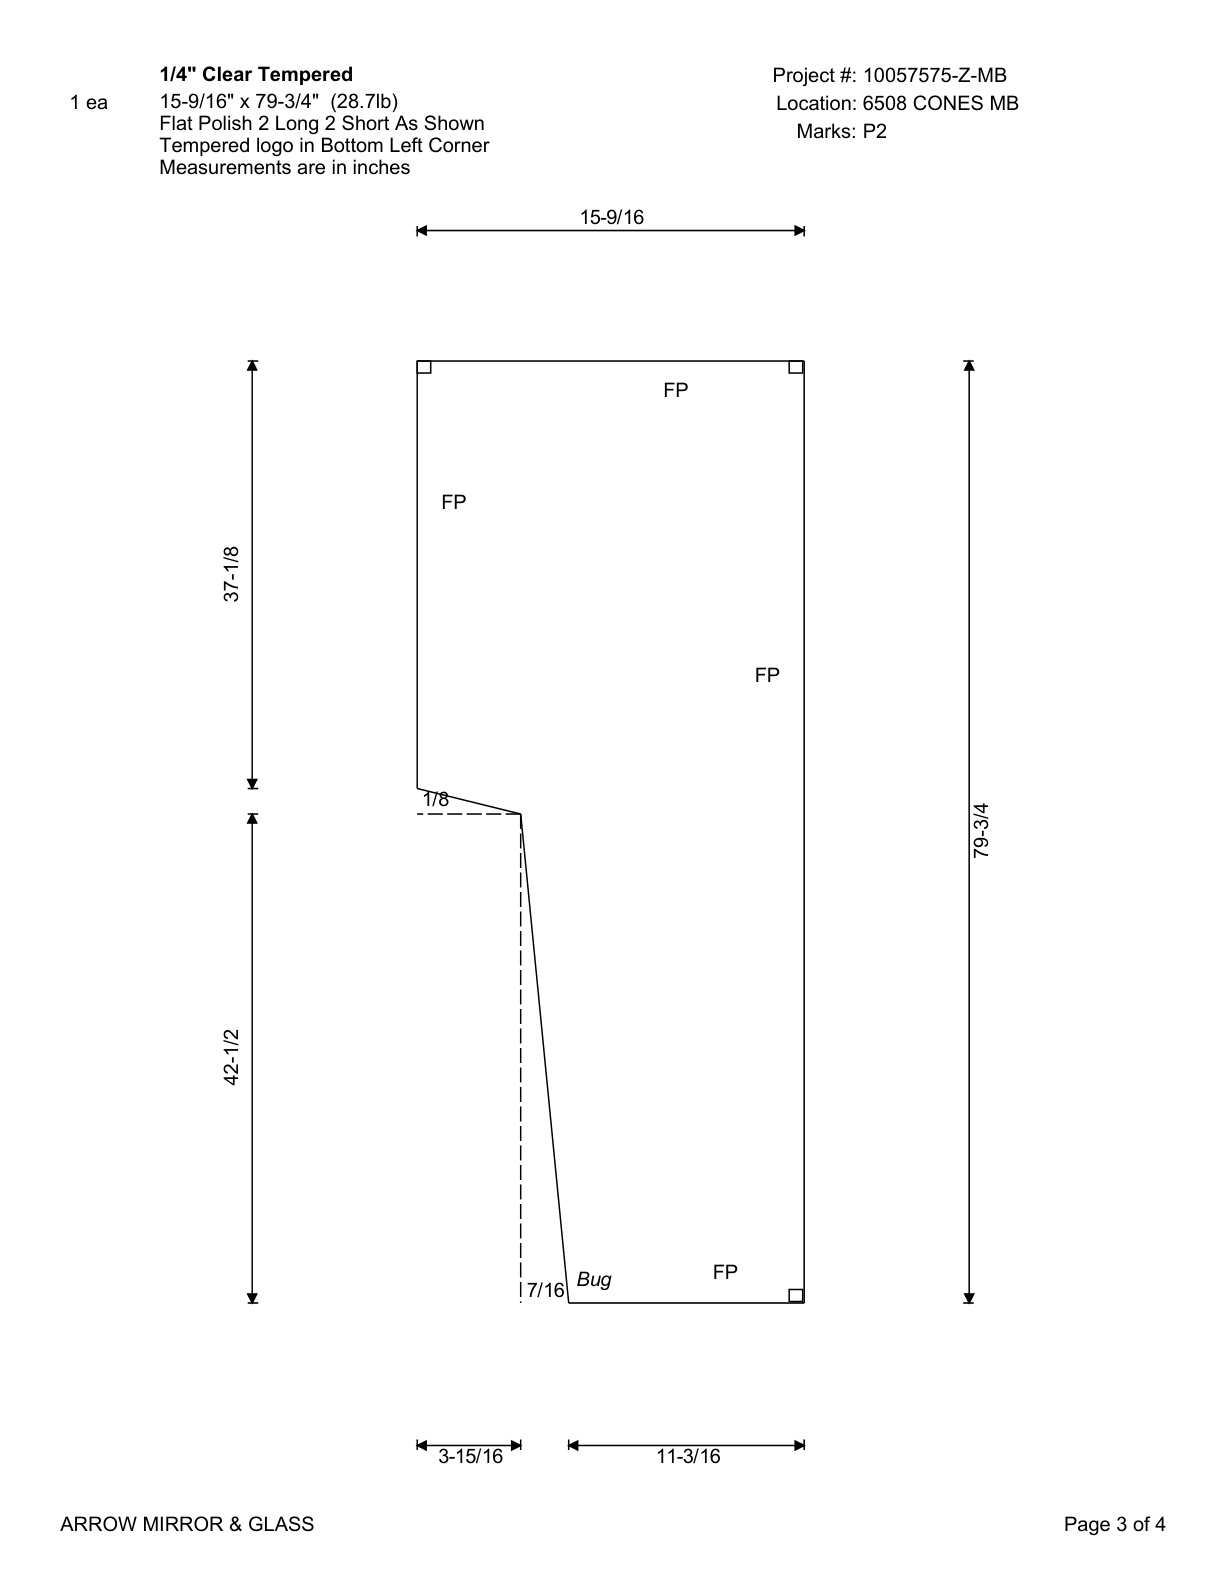 1/4" Clear Tempered
1 ea
15-9/16" x 79-3/4" (28.7lb)
Flat Polish 2 Long 2 Short As Shown
Tempered logo in Bottom Left Corner
Measurements are in inches
Project #: 10057575-Z-MB
Location: 6508 CONES MB
Marks: P2
15-9/16
FP
FP
37-1/8
FP
1/8
79-3/4
42-1/2
FP
Bug
7/16
3-15/16
11-3/16
ARROW MIRROR & GLASS
Page 3 of 4